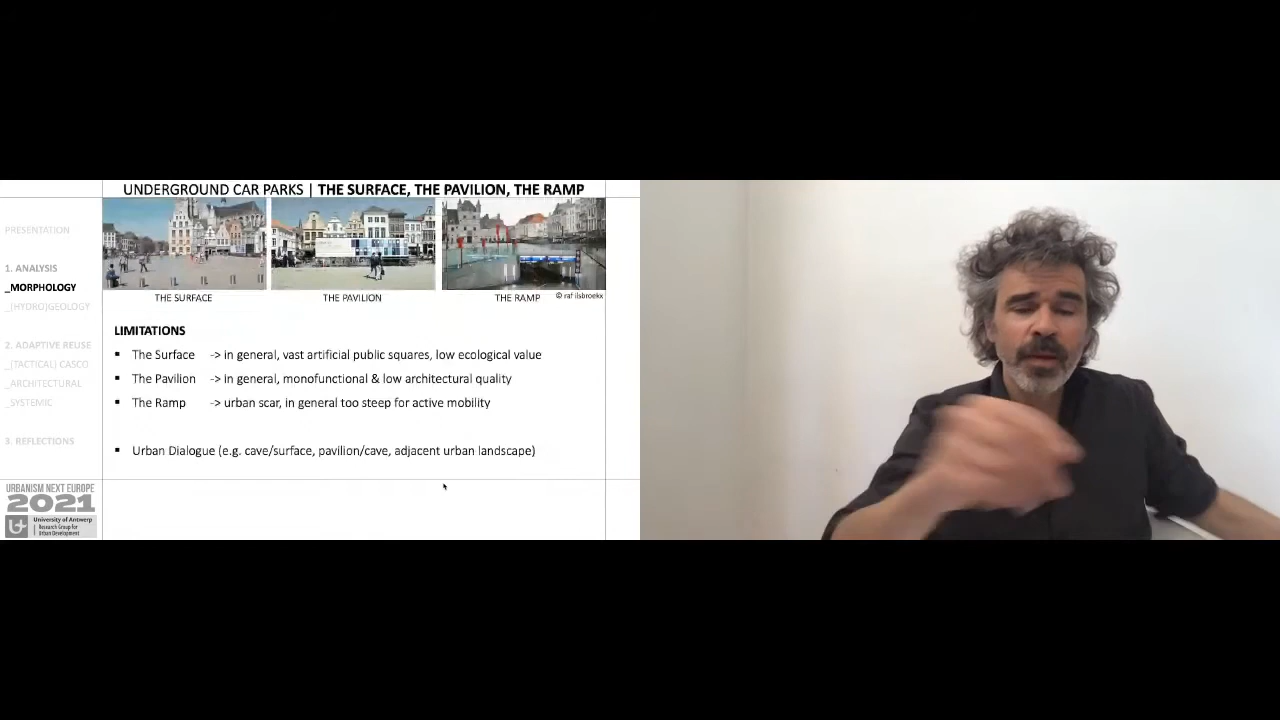 UNDERGROUND CAR PARKS | THE SURFACE, THE PAVILION, THE RAMP
PRESENTATION
1. ANALYSIS
_MORPHOLOGY
_(HYDRO)GEOLOGY
2. ADAPTIVE REUSE
_(TACTICAL) CASCO
_ARCHITECTURAL
_SYSTEMIC
3. REFLECTIONS
URBANISM NEXT EUROPE
2021
University of Antwerp
Research Group for
Urban Development
THE SURFACE
THE PAVILION
THE RAMP
© raf ilsbroekx
LIMITATIONS
▪ The Surface -> in general, vast artificial public squares, low ecological value
▪ The Pavilion -> in general, monofunctional & low architectural quality
▪ The Ramp -> urban scar, in general too steep for active mobility
▪ Urban Dialogue (e.g. cave/surface, pavilion/cave, adjacent urban landscape)